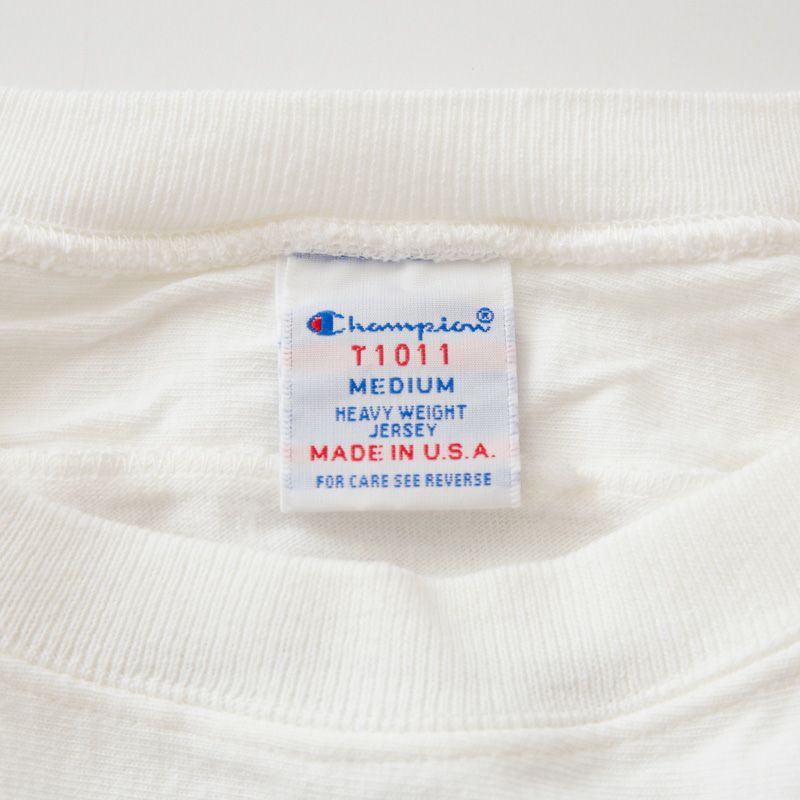 Champion®
T1011
MEDIUM
HEAVY WEIGHT
JERSEY
MADE IN U.S.A.
FOR CARE SEE REVERSE